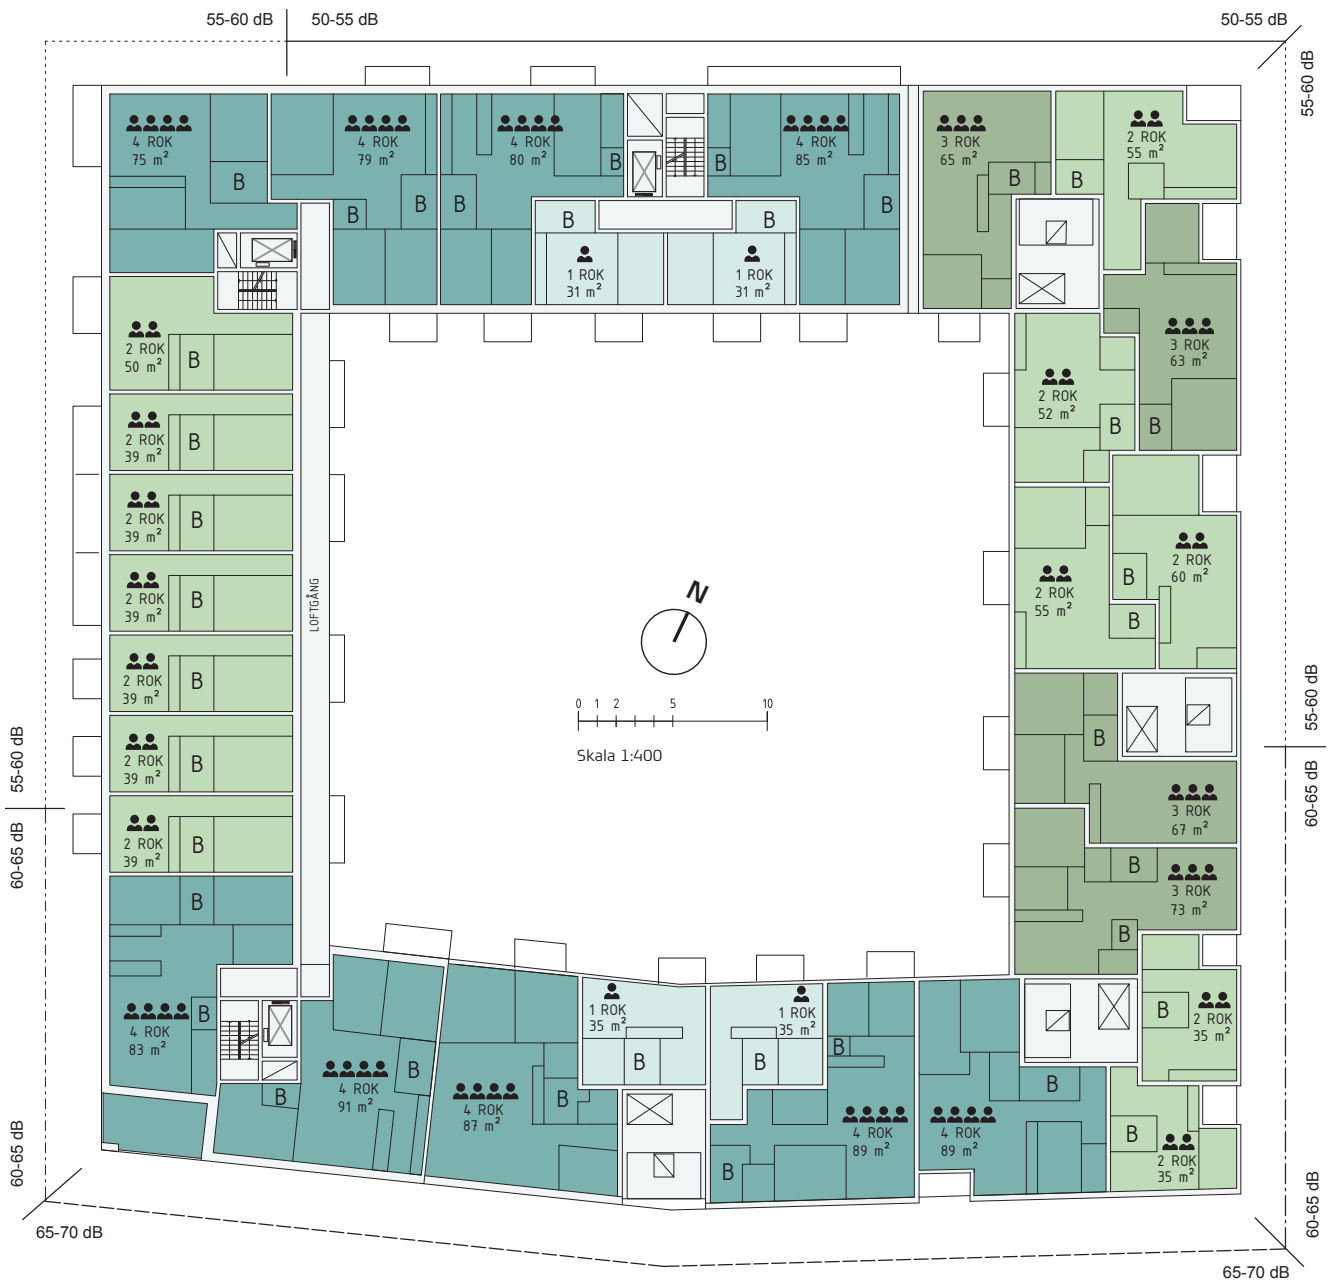 55-60 dB
50-55 dB
50-55 dB
55-60 dB
4 ROK
75 m²
B
4 ROK
79 m²
B
B
4 ROK
80 m²
B
B
4 ROK
85 m²
B
B
B
1 ROK
31 m²
B
1 ROK
31 m²
3 ROK
65 m²
B
2 ROK
55 m²
B
3 ROK
63 m²
B
2 ROK
52 m²
B
2 ROK
50 m²
B
2 ROK
39 m²
B
2 ROK
39 m²
B
2 ROK
39 m²
B
2 ROK
39 m²
B
2 ROK
39 m²
B
2 ROK
39 m²
B
LOFTGÅNG
N
0 1 2 5 10
Skala 1:400
2 ROK
60 m²
B
2 ROK
55 m²
B
B
3 ROK
67 m²
B
3 ROK
73 m²
B
55-60 dB
60-65 dB
55-60 dB
60-65 dB
B
4 ROK
83 m²
B
4 ROK
91 m²
B
B
4 ROK
87 m²
B
1 ROK
35 m²
B
1 ROK
35 m²
B
B
4 ROK
89 m²
B
4 ROK
89 m²
B
2 ROK
35 m²
B
2 ROK
35 m²
B
60-65 dB
65-70 dB
60-65 dB
65-70 dB